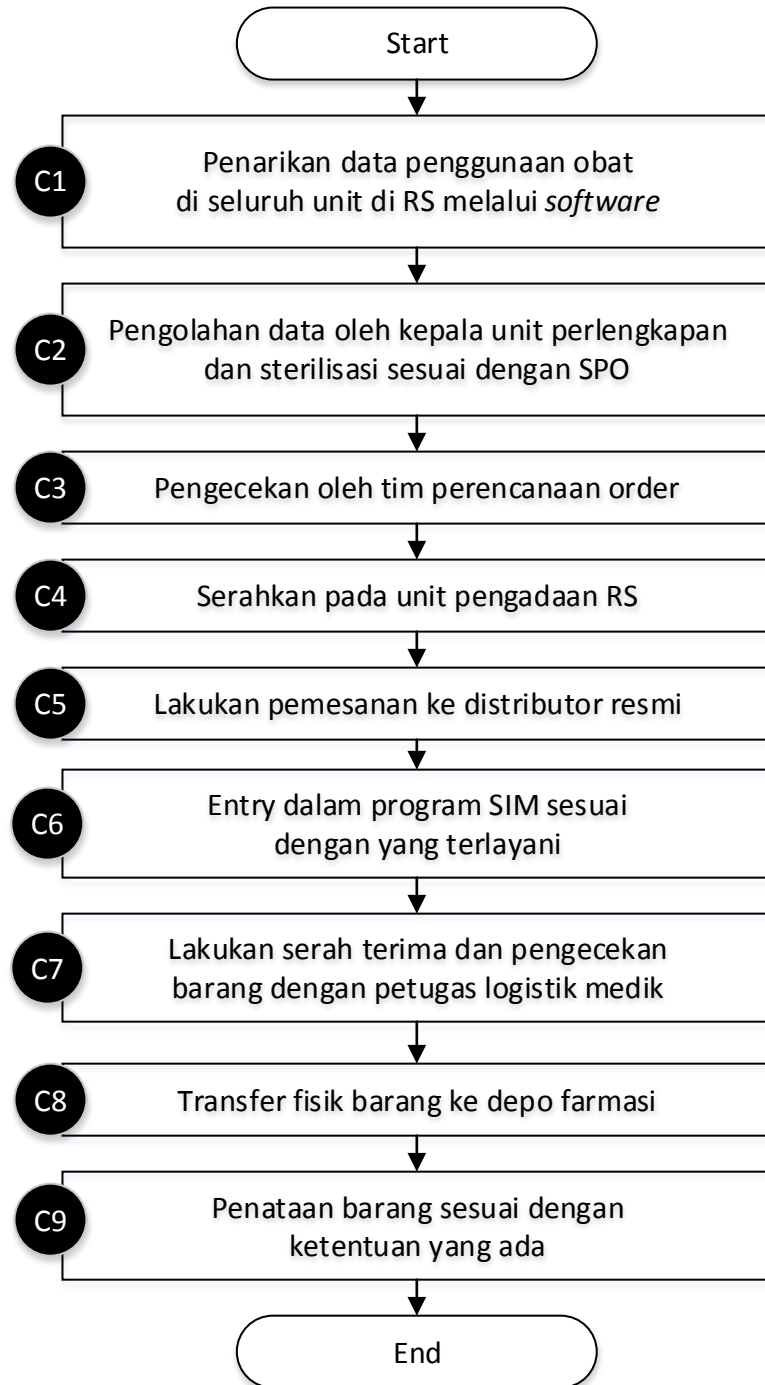 Start
C1
Penarikan data penggunaan obat
di seluruh unit di RS melalui software
C2
Pengolahan data oleh kepala unit perlengkapan
dan sterilisasi sesuai dengan SPO
C3
Pengecekan oleh tim perencanaan order
C4
Serahkan pada unit pengadaan RS
C5
Lakukan pemesanan ke distributor resmi
C6
Entry dalam program SIM sesuai
dengan yang terlayani
C7
Lakukan serah terima dan pengecekan
barang dengan petugas logistik medik
C8
Transfer fisik barang ke depo farmasi
C9
Penataan barang sesuai dengan
ketentuan yang ada
End